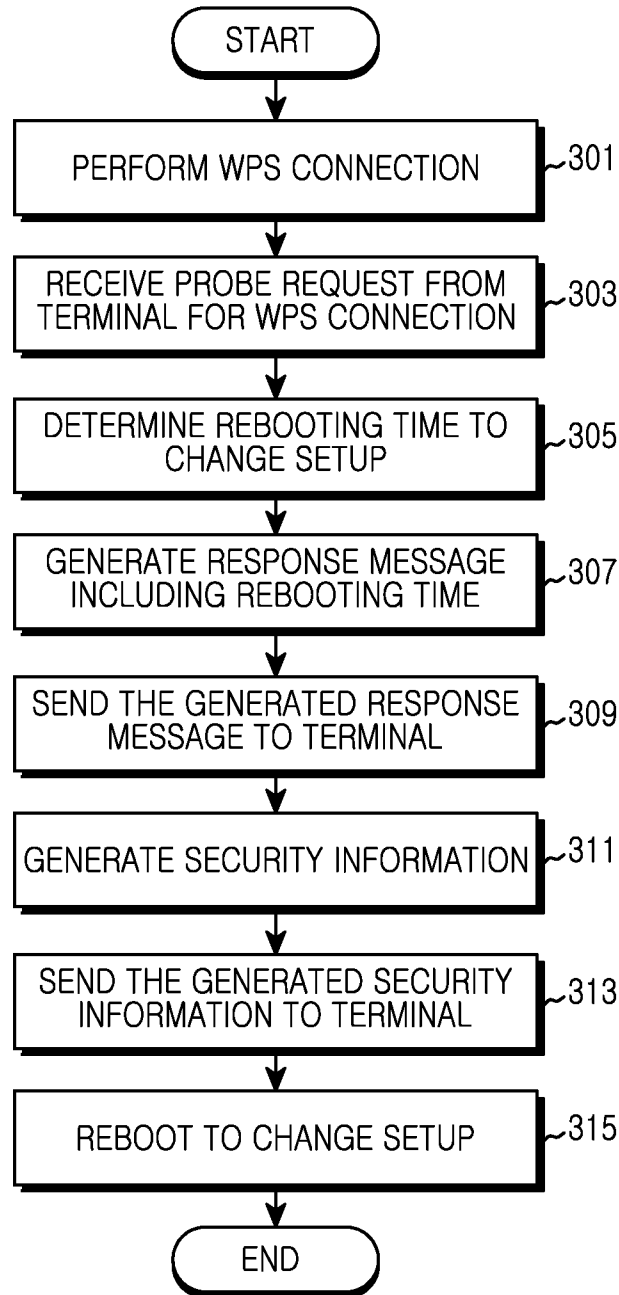 START
PERFORM WPS CONNECTION
301
RECEIVE PROBE REQUEST FROM
TERMINAL FOR WPS CONNECTION
303
DETERMINE REBOOTING TIME TO
CHANGE SETUP
305
GENERATE RESPONSE MESSAGE
INCLUDING REBOOTING TIME
307
SEND THE GENERATED RESPONSE
MESSAGE TO TERMINAL
309
GENERATE SECURITY INFORMATION
311
SEND THE GENERATED SECURITY
INFORMATION TO TERMINAL
313
REBOOT TO CHANGE SETUP
315
END